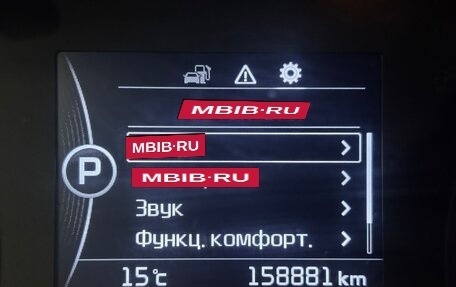 MBIB·RU
MBIB·RU
P
MBIB·RU
Звук
Функц. комфорт.
15°C 158881 km